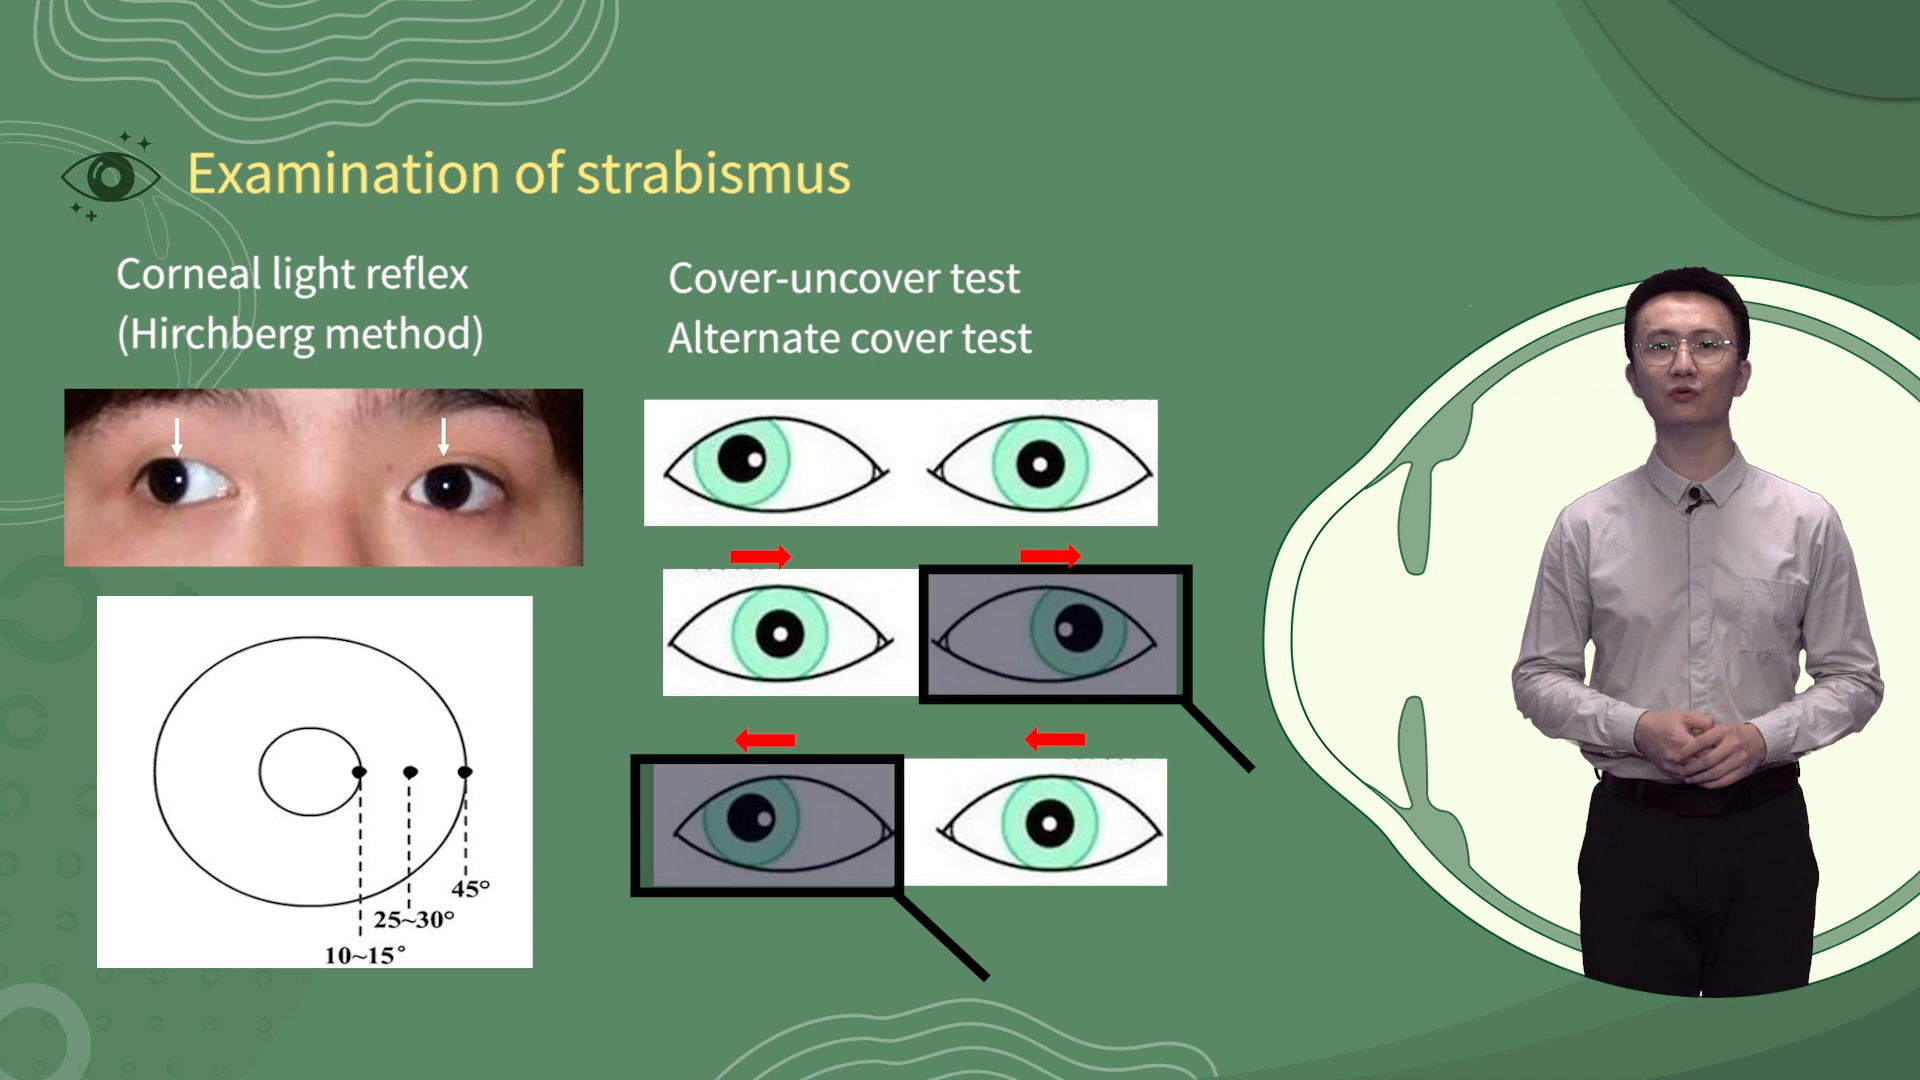 Examination of strabismus
Corneal light reflex
(Hirchberg method)
Cover-uncover test
Alternate cover test
45°
25~30°
10~15°